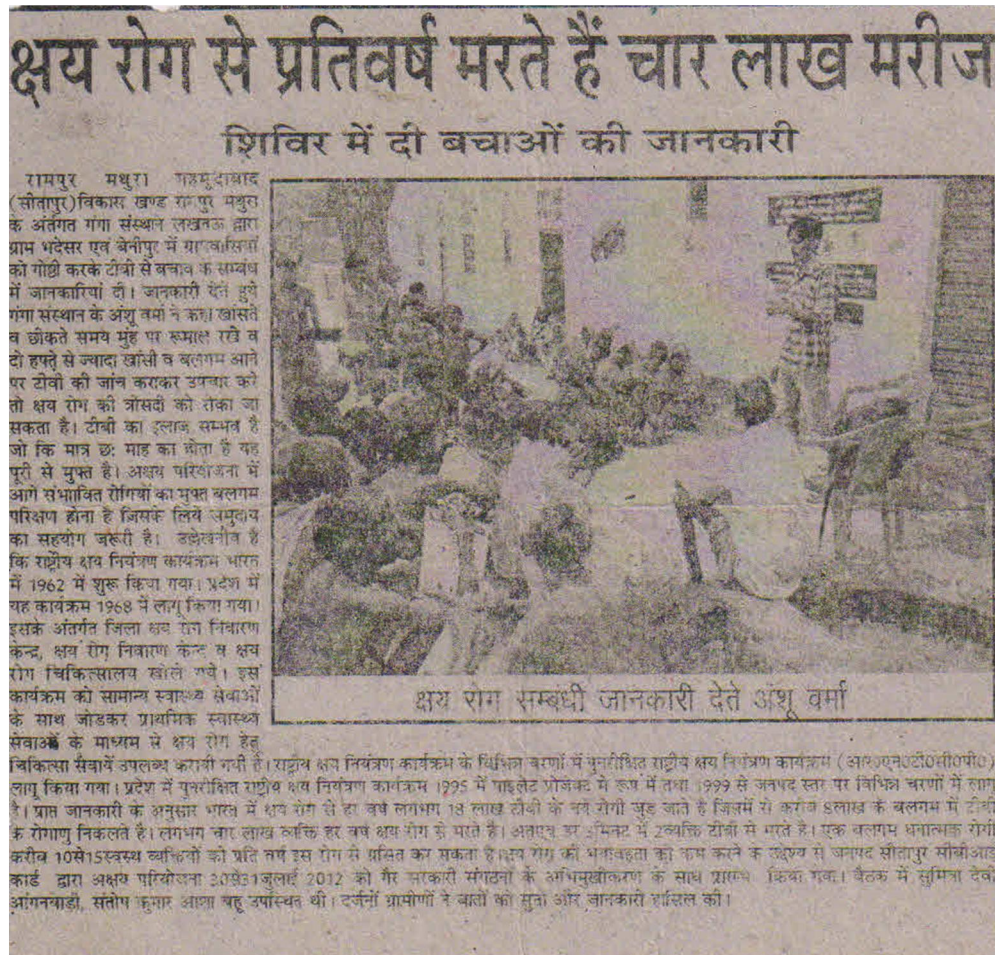 क्षय रोग से प्रतिवर्ष मरते हैं चार लाख मरीज
शिविर में दी बचाओं की जानकारी
रामपुर मथुरा महमुदाबाद
(सीतापुर) विकास खण्ड रामपुर मथुरा
के अंतर्गत गंगा संस्थान लखनऊ द्वारा
ग्राम भदेसर एवं बेनीपुर में ग्रामवासियों
को गोष्ठी करके टीबी से बचाव के सम्बंध
में जानकारियां दी। जानकारी देते हुये
गंगा संस्थान के अंशू वर्मा ने कहा खांसते
व छीकते समय मुंह पर रूमाल रखे व
दो हफ्ते से ज्यादा खांसी व बलगम आने
पर टीवी की जांच कराकर उपचार करे
तो क्षय रोग की त्रांसदी को रोका जा
सकता है। टीबी का इलाज सम्भव है
जो कि मात्र छः माह का होता है यह
पूरी से मुफ्त है। अक्षय परियोजना में
आगे संभावित रोगियों का मुफ्त बलगम
परिक्षण होना है जिसके लिये समुदाय
का सहयोग जरूरी है। उल्लेखनीय है
कि राष्ट्रीय क्षय नियंत्रण कार्यक्रम भारत
में 1962 में शुरू किया गया। प्रदेश में
यह कार्यक्रम 1968 में लागू किया गया।
इसके अंतर्गत जिला क्षय रोग निवारण
केन्द्र, क्षय रोग निवारण केन्द्र व क्षय
रोग चिकित्सालय खोले गये। इस
कार्यक्रम को सामान्य स्वास्थ्य सेवाओं
के साथ जोडकर प्राथमिक स्वास्थ्य
सेवाओं के माध्यम से क्षय रोग हेतु
चिकित्सा सेवायें उपलब्ध करायी गयी है। राष्ट्रीय क्षय नियंत्रण कार्यक्रम के विभिन्न चरणों में पुनरीक्षित राष्ट्रीय क्षय नियंत्रण कार्यक्रम (आर०एन०टी०सी०पी०)
लागू किया गया। प्रदेश में पुनरीक्षित राष्ट्रीय क्षय नियंत्रण कार्यक्रम 1995 में पाइलेट प्रोजेक्ट के रूप में तथा 1999 से जनपद स्तर पर विभिन्न चरणों में लागू
है। प्राप्त जानकारी के अनुसार भारत में क्षय रोग से हर वर्ष लगभग 18 लाख टीबी के नये रोगी जुड़ जाते है जिनमें से करीब 8लाख के बलगम में टीबी
के रोगाणु निकलते है। लगभग चार लाख व्यक्ति हर वर्ष क्षय रोग से मरते है। अतएव हर 3मिनट में 2व्यक्ति टीबी से मरते है। एक बलगम धनात्मक रोगी
करीब 10से15स्वस्थ व्यक्तियों को प्रति वर्ष इस रोग से ग्रसित कर सकता है। क्षय रोग की भयावहता को कम करने के उद्देश्य से जनपद सीतापुर सीबीआई
कार्ड द्वारा अक्षय परियोजना 30से31जुलाई 2012 को गैर सरकारी संगठनों के अभिमुखीकरण के साथ प्रारम्भ किया गया। बैठक में सुमित्रा देवी
आंगनवाडी, संतोष कुमार आशा बहू उपस्थित थी। दर्जनों ग्रामीणों ने बातों को सुना और जानकारी हासिल की।
क्षय रोग सम्बंधी जानकारी देते अंशू वर्मा